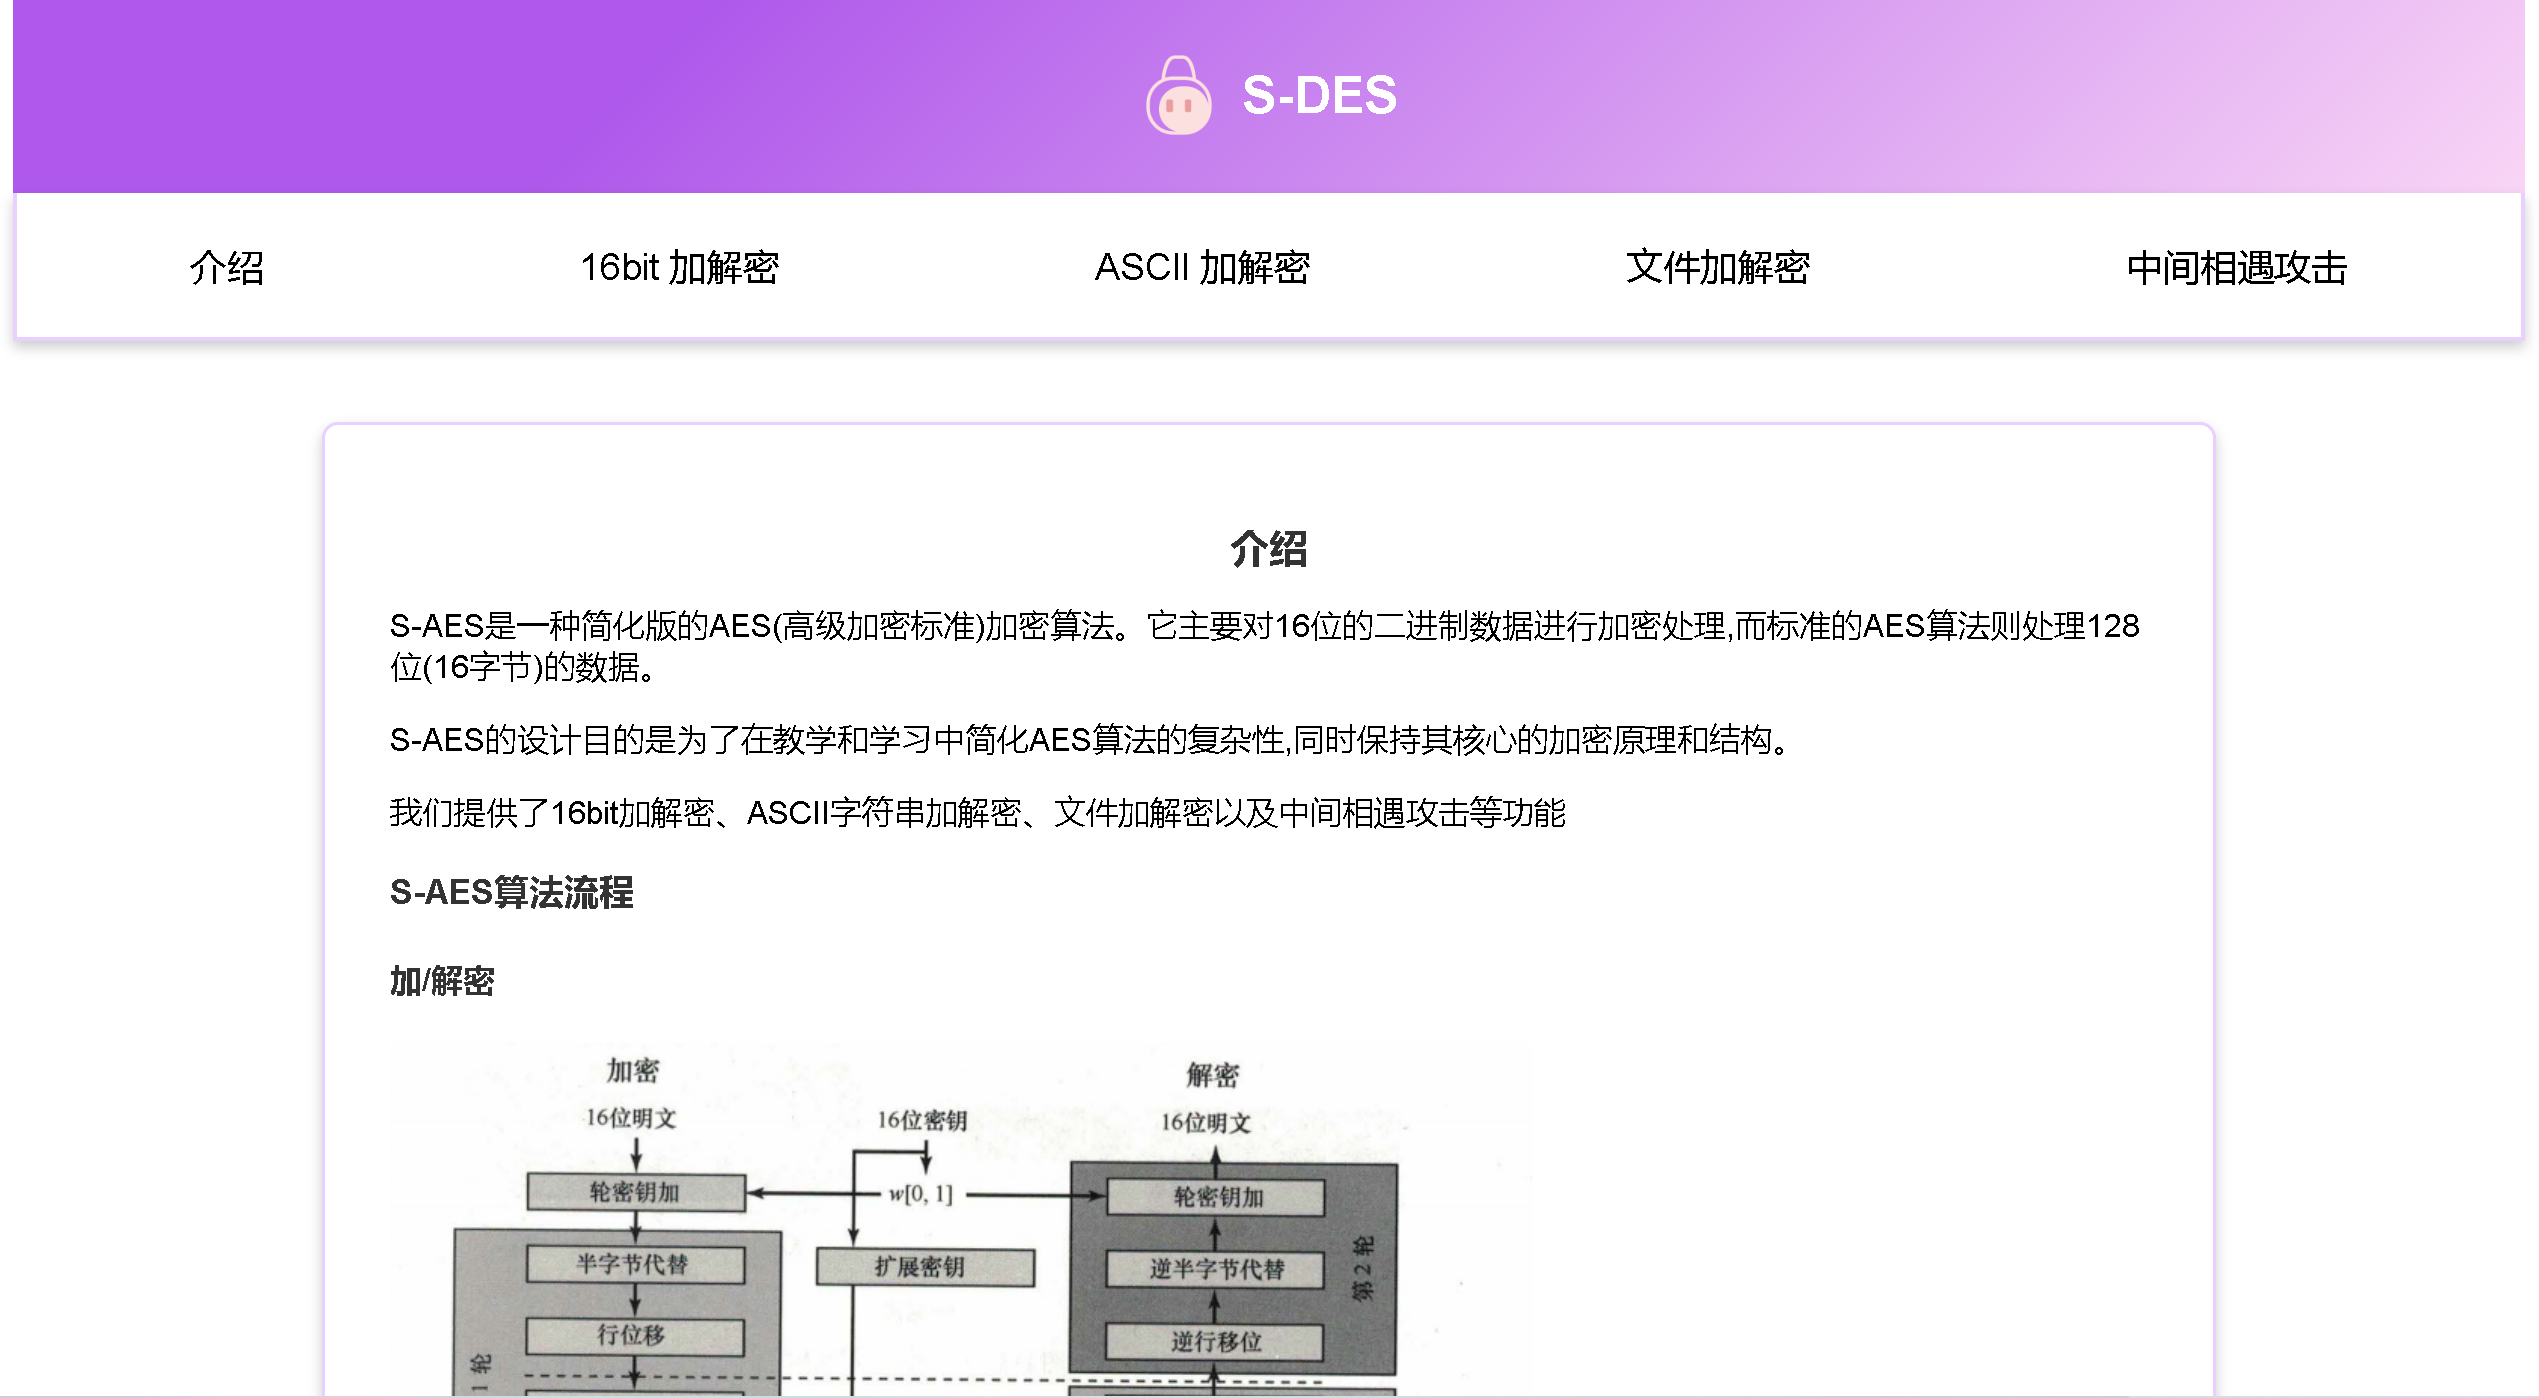 S-DES
介绍
16bit 加解密
ASCII 加解密
文件加解密
中间相遇攻击
介绍
S-AES是一种简化版的AES(高级加密标准)加密算法。它主要对16位的二进制数据进行加密处理,而标准的AES算法则处理128
位(16字节)的数据。
S-AES的设计目的是为了在教学和学习中简化AES算法的复杂性,同时保持其核心的加密原理和结构。
我们提供了16bit加解密、ASCII字符串加解密、文件加解密以及中间相遇攻击等功能
S-AES算法流程
加/解密
加密
解密
16位明文
16位密钥
16位明文
轮密钥加
w[0, 1]
轮密钥加
半字节代替
扩展密钥
逆半字节代替
第2轮
行位移
逆行移位
1 轮